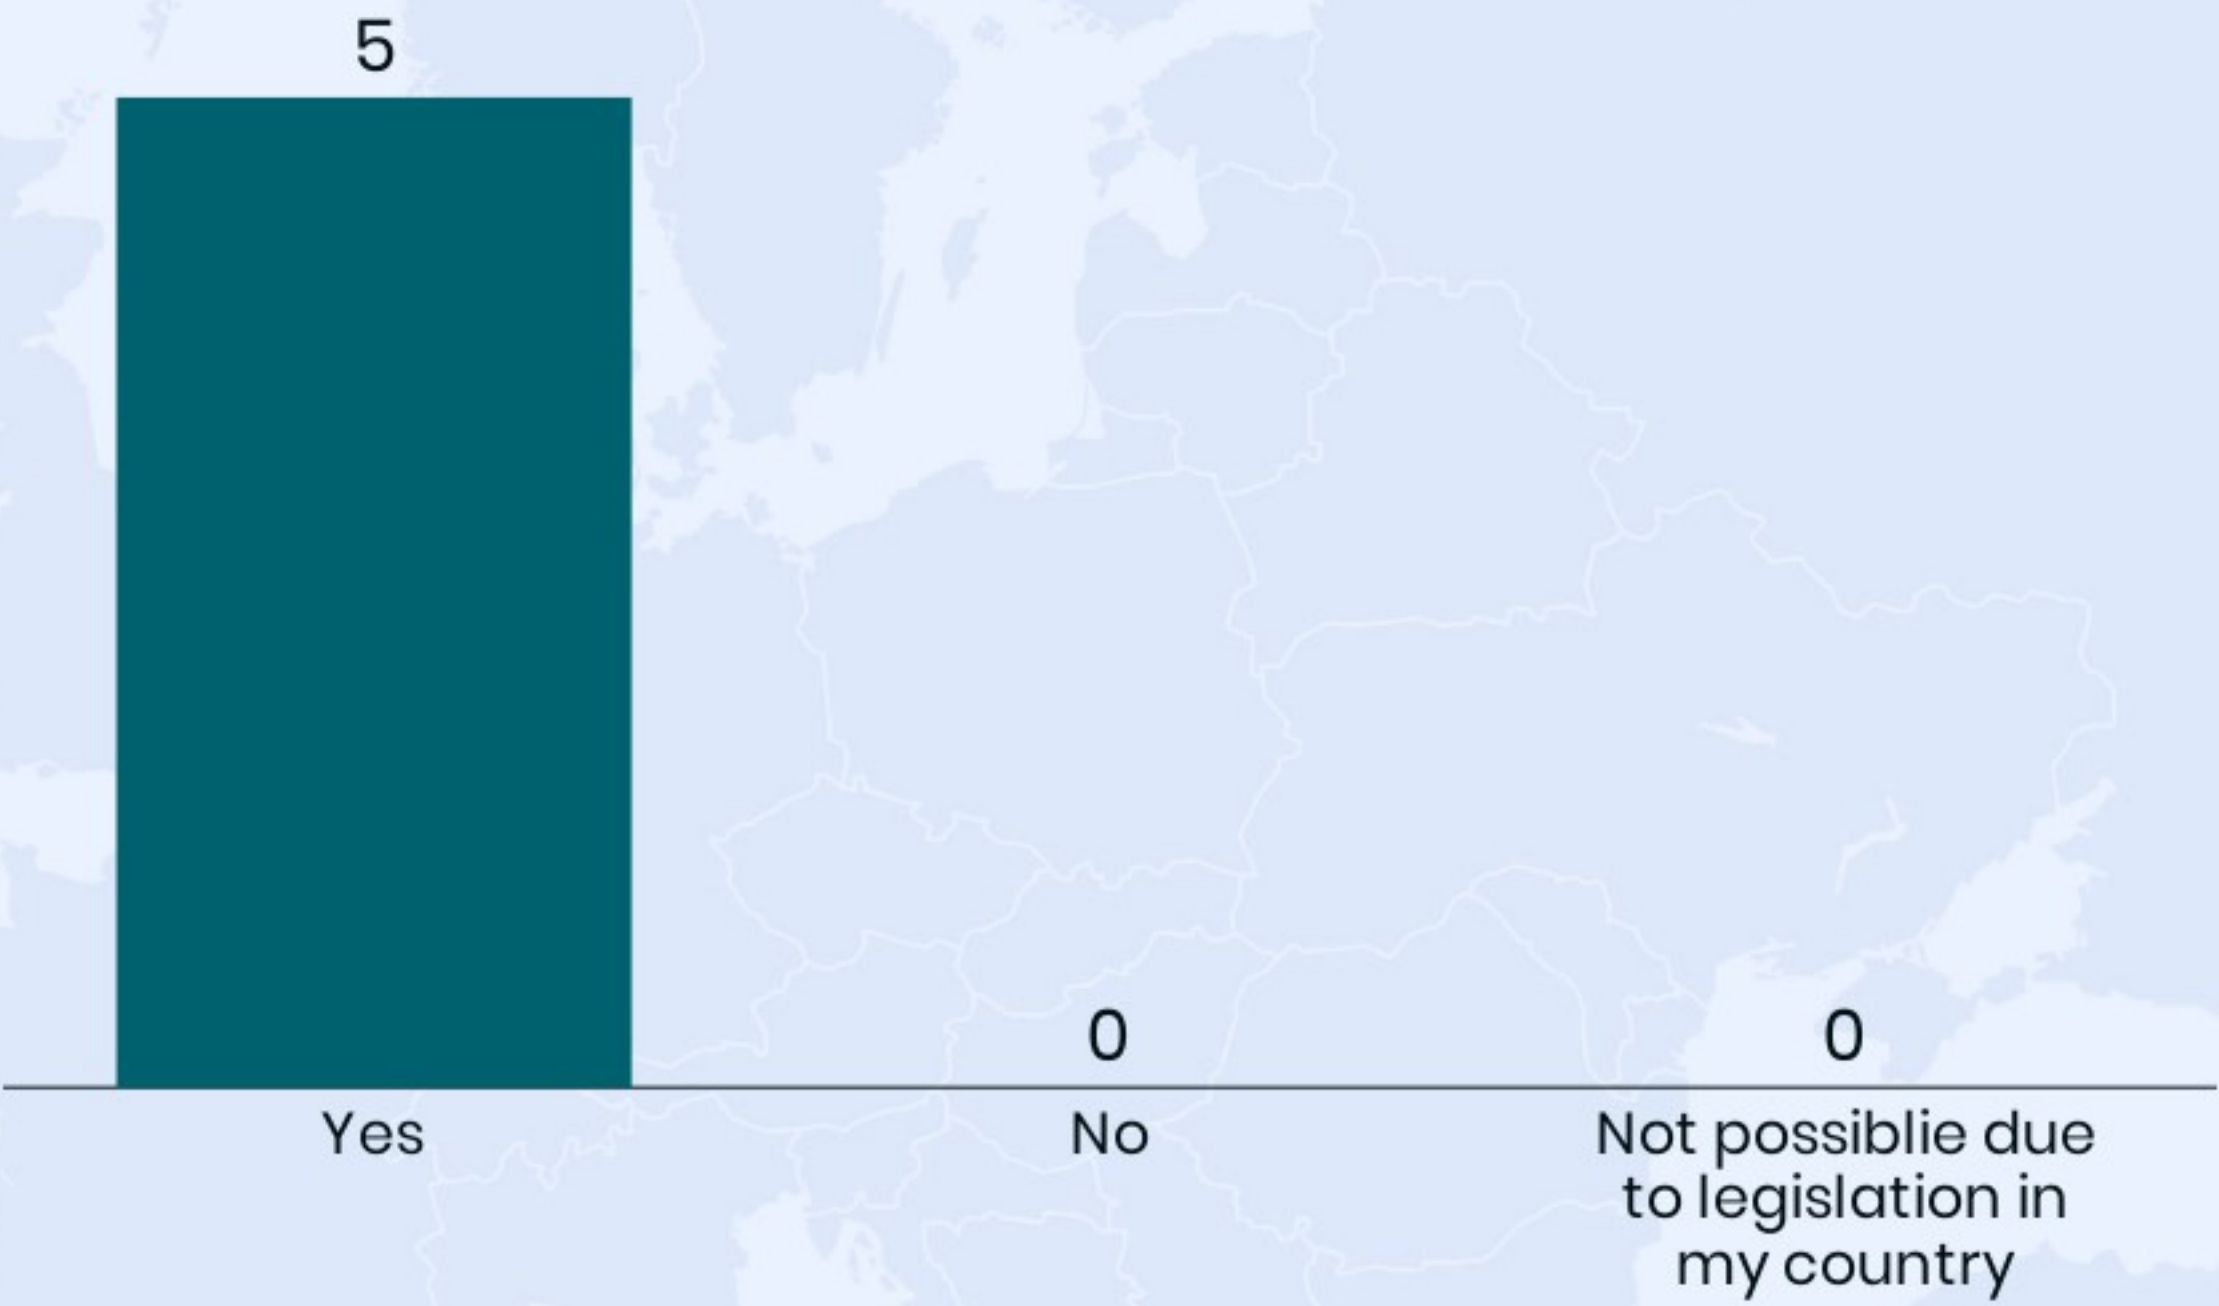 5
0
0
Yes
No
Not possiblie due
to legislation in
my country